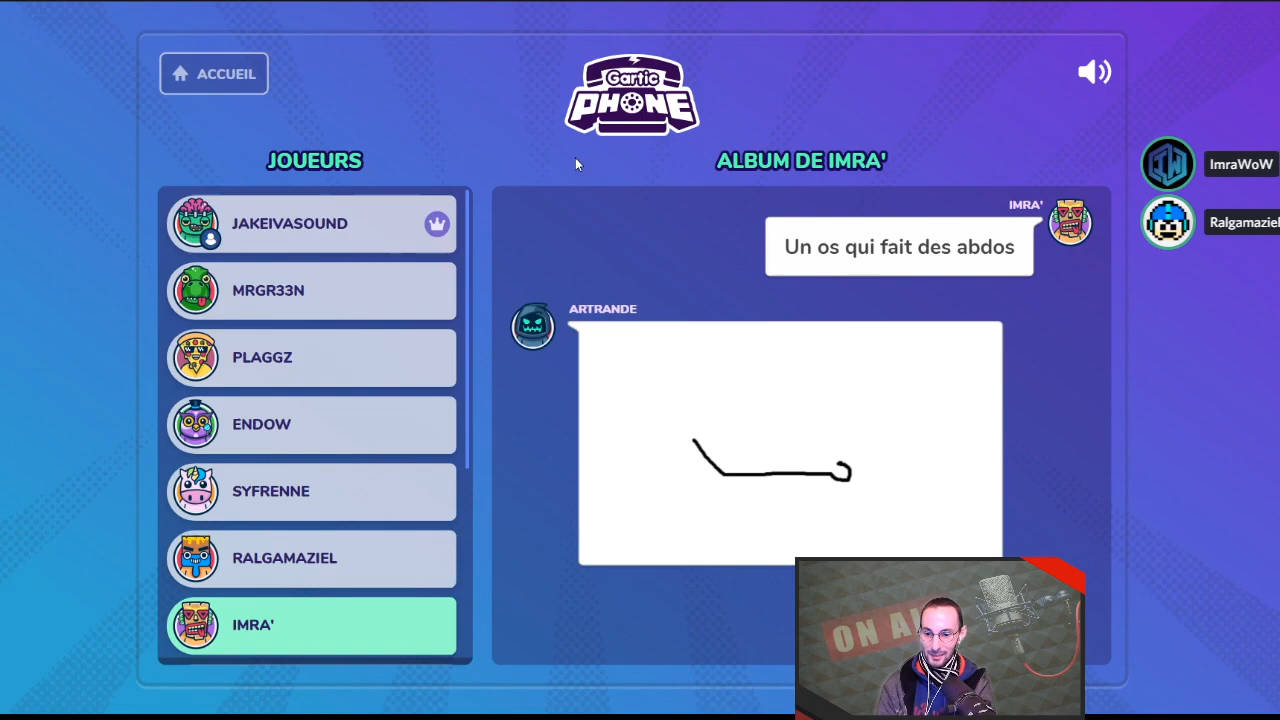 ACCUEIL
Gartic
PHONE
JOUEURS
ALBUM DE IMRA'
JAKEIVASOUND
MRGR33N
PLAGGZ
ENDOW
SYFRENNE
RALGAMAZIEL
IMRA'
IMRA'
Un os qui fait des abdos
ARTRANDE
ImraWoW
Ralgamaziel
ON A